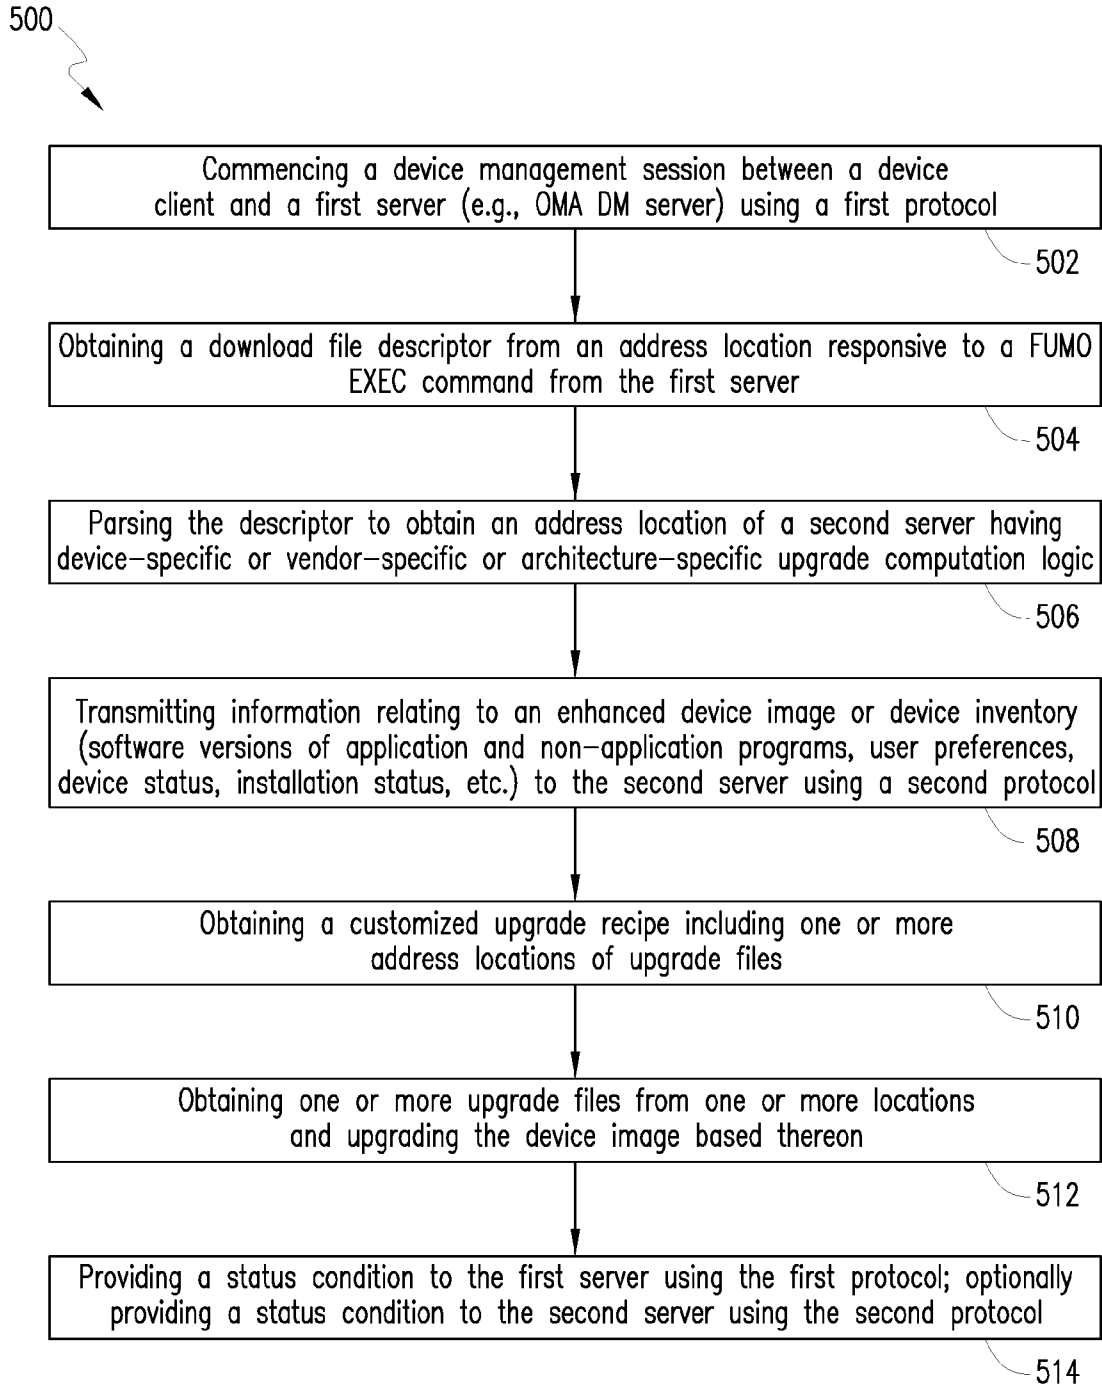 500
Commencing a device management session between a device
client and a first server (e.g., OMA DM server) using a first protocol
502
Obtaining a download file descriptor from an address location responsive to a FUMO
EXEC command from the first server
504
Parsing the descriptor to obtain an address location of a second server having
device-specific or vendor-specific or architecture-specific upgrade computation logic
506
Transmitting information relating to an enhanced device image or device inventory
(software versions of application and non-application programs, user preferences,
device status, installation status, etc.) to the second server using a second protocol
508
Obtaining a customized upgrade recipe including one or more
address locations of upgrade files
510
Obtaining one or more upgrade files from one or more locations
and upgrading the device image based thereon
512
Providing a status condition to the first server using the first protocol; optionally
providing a status condition to the second server using the second protocol
514